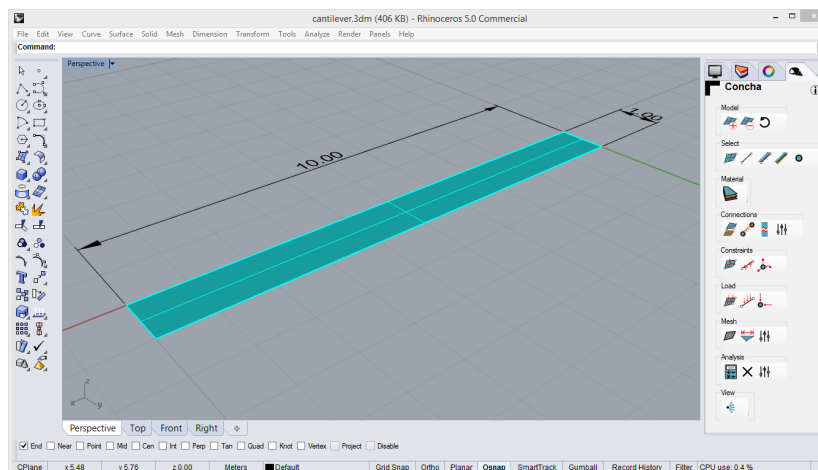 cantilever.3dm (406 KB) - Rhinoceros 5.0 Commercial
File Edit View Curve Surface Solid Mesh Dimension Transform Tools Analyze Render Panels Help
Command:
Perspective
Concha
Model
1.00
10.00
Select
Material
Connections
Constraints
Load
Mesh
Analysis
View
z
x y
Perspective Top Front Right
End Near Point Mid Cen Int Perp Tan Quad Knot Vertex Project Disable
CPlane x 5.48 y 5.76 z 0.00 Meters Default Grid Snap Ortho Planar Osnap SmartTrack Gumball Record History Filter CPU use: 0.4 %